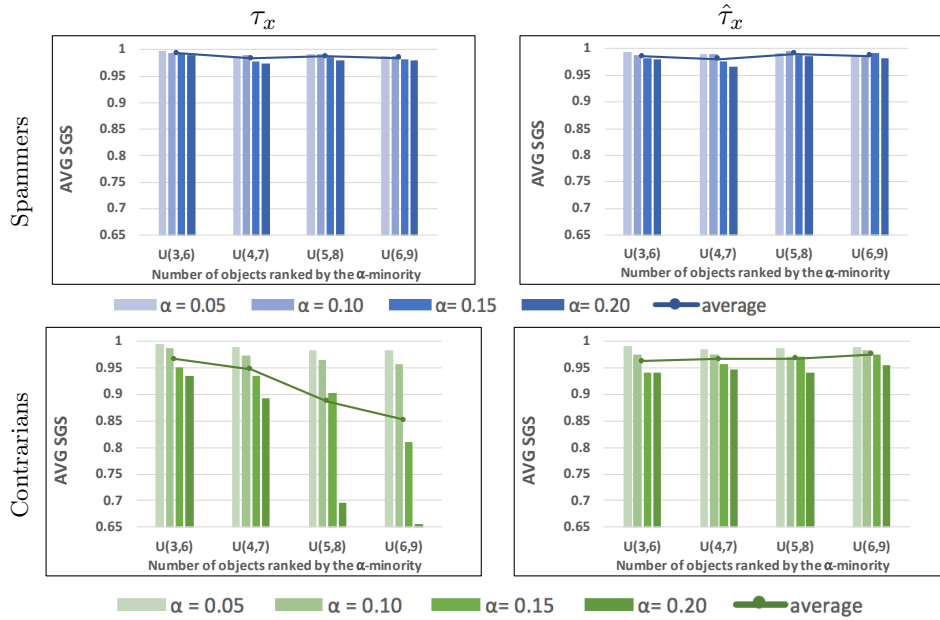 τx τ̂x
Spammers
AVG SGS
1
0.95
0.9
0.85
0.8
0.75
0.7
0.65
U(3,6) U(4,7) U(5,8) U(6,9)
Number of objects ranked by the α-minority
AVG SGS
1
0.95
0.9
0.85
0.8
0.75
0.7
0.65
U(3,6) U(4,7) U(5,8) U(6,9)
Number of objects ranked by the α-minority
α = 0.05 α = 0.10 α= 0.15 α= 0.20 average
Contrarians
AVG SGS
1
0.95
0.9
0.85
0.8
0.75
0.7
0.65
U(3,6) U(4,7) U(5,8) U(6,9)
Number of objects ranked by the α-minority
AVG SGS
1
0.95
0.9
0.85
0.8
0.75
0.7
0.65
U(3,6) U(4,7) U(5,8) U(6,9)
Number of objects ranked by the α-minority
α = 0.05 α = 0.10 α= 0.15 α= 0.20 average